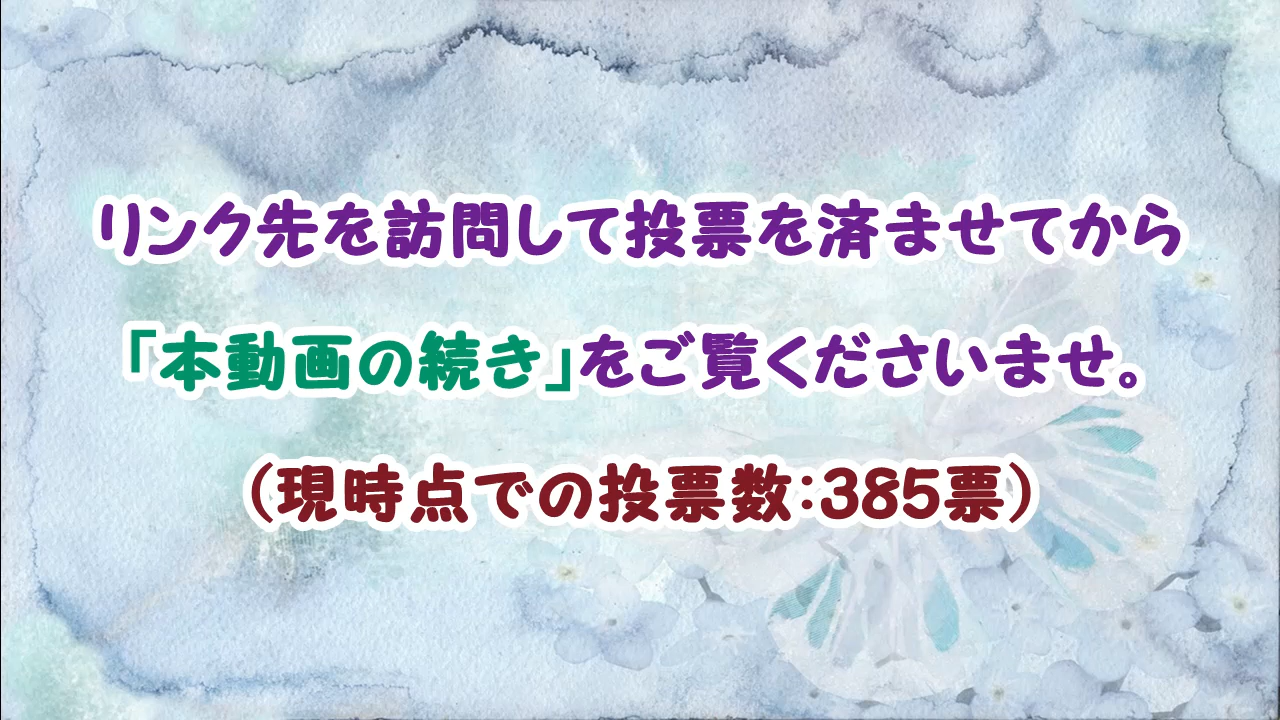 リンク先を訪問して投票を済ませてから
「本動画の続き」をご覧くださいませ。
(現時点での投票数:385票)